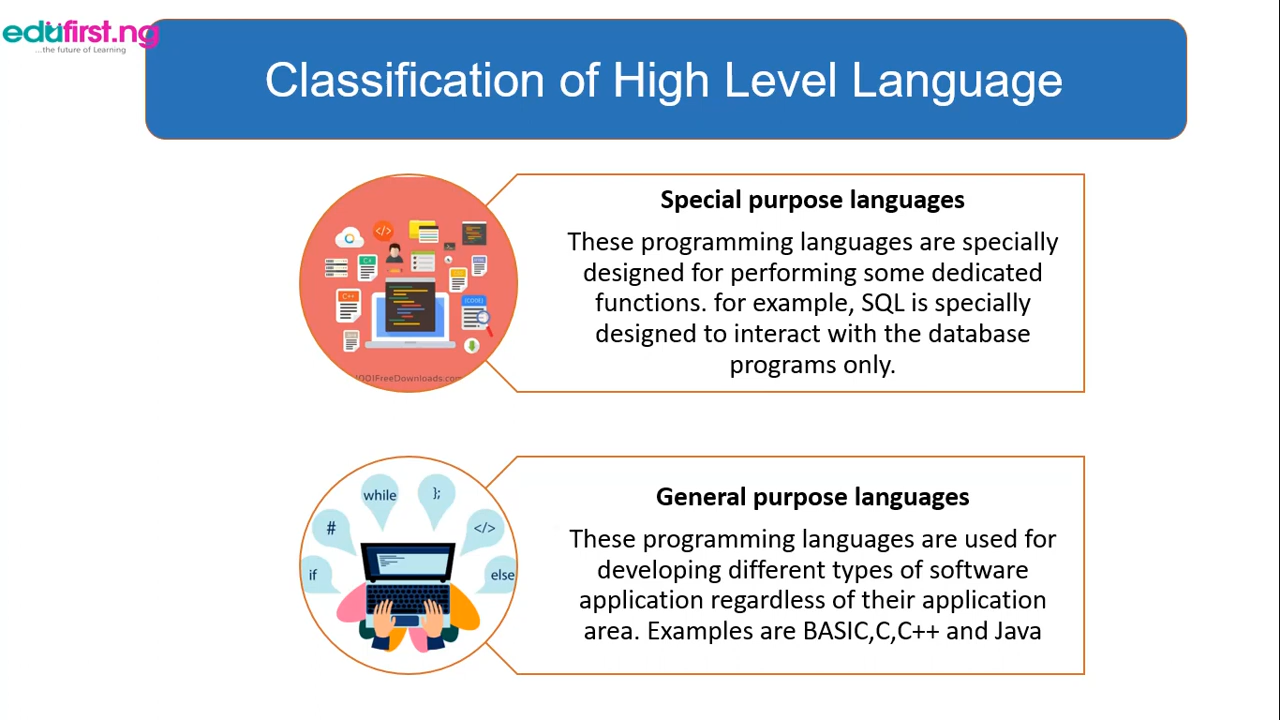 edufirst.ng
...the future of Learning
Classification of High Level Language
Special purpose languages
These programming languages are specially
designed for performing some dedicated
functions. for example, SQL is specially
designed to interact with the database
programs only.
</>
C++
{CODE}
001FreeDownloads.com
General purpose languages
These programming languages are used for
developing different types of software
application regardless of their application
area. Examples are BASIC,C,C++ and Java
while
};
#
</>
if
else